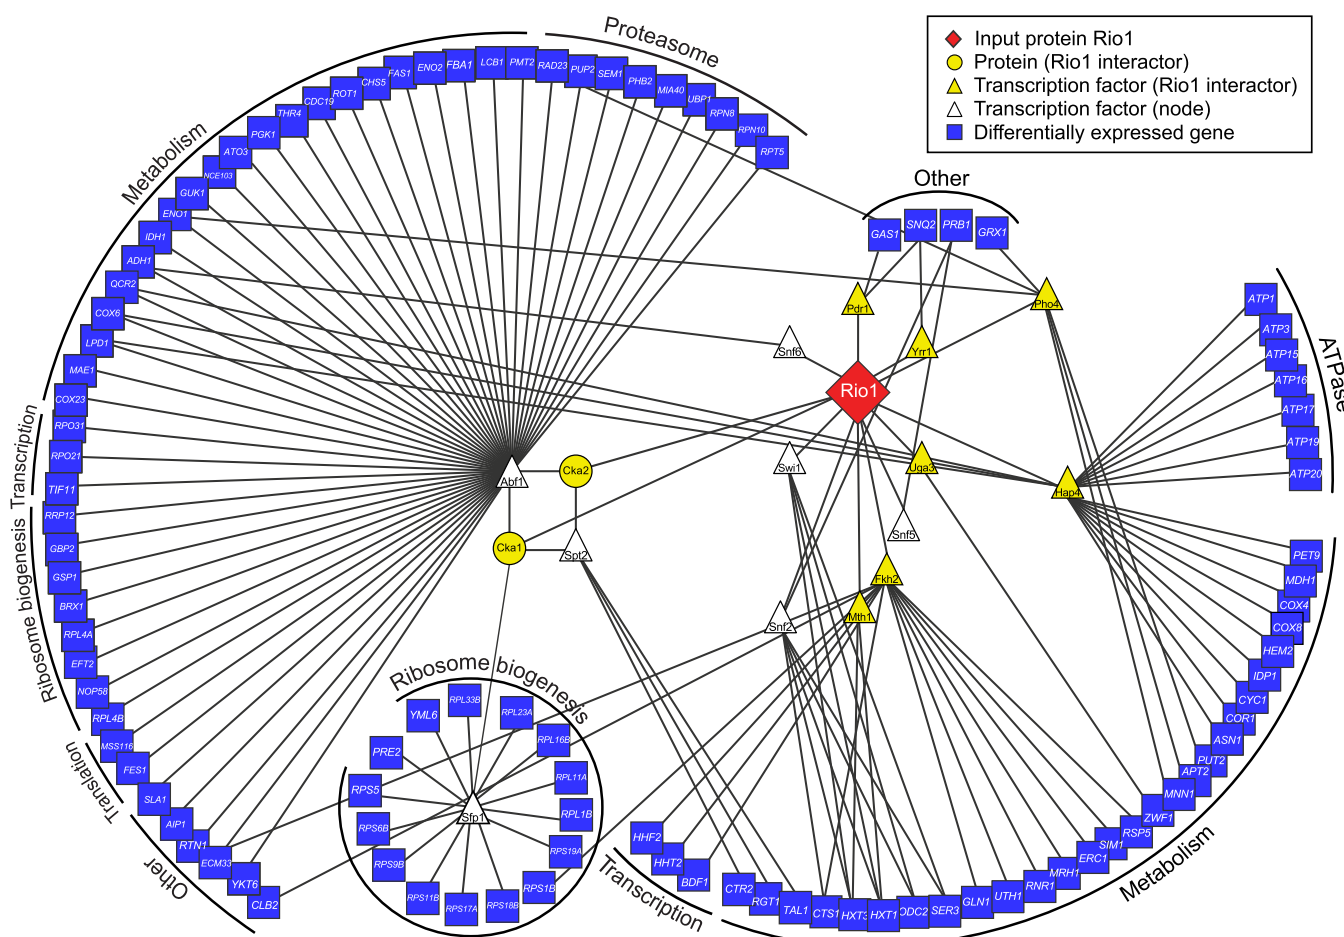 Input protein Rio1
Protein (Rio1 interactor)
Transcription factor (Rio1 interactor)
Transcription factor (node)
Differentially expressed gene
Proteasome
Metabolism
Transcription
Ribosome biogenesis
Translation
Other
LCB1
PMT2
RAD23
PUP2
SEM1
PHB2
MIA40
UBP1
RPN8
RPN10
RPT5
FBA1
ENO2
FAS1
CHS5
ROT1
CDC19
THR4
PGK1
ATO3
NCE103
GUK1
ENO1
IDH1
ADH1
QCR2
COX6
LPD1
MAE1
COX23
RPO31
RPO21
TIF11
RRP12
GBP2
GSP1
BRX1
RPL4A
EFT2
NOP58
RPL4B
MSS116
FES1
SLA1
AIP1
RTN1
ECM33
YKT6
CLB2
Abf1
Cka2
Cka1
Spt2
Other
GAS1
SNQ2
PRB1
GRX1
Pdr1
Pho4
Snf6
Yrr1
Rio1
Swi1
Uga3
Hap4
Snf5
Fkh2
Mth1
Snf2
ATPase
ATP1
ATP3
ATP15
ATP16
ATP17
ATP19
ATP20
Ribosome biogenesis
RPL33B
RPL23A
YML6
RPL16B
PRE2
RPL11A
RPS5
RPL1B
RPS6B
Sfp1
RPS19A
RPS9B
RPS1B
RPS11B
RPS17A
RPS18B
Transcription
HHF2
HHT2
BDF1
Metabolism
PET9
MDH1
COX4
COX8
HEM2
IDP1
CYC1
COR1
ASN1
PUT2
APT2
MNN1
ZWF1
RSP5
SIM1
ERC1
MRH1
RNR1
UTH1
GLN1
SER3
ODC2
HXT1
HXT3
CTS1
TAL1
RGT1
CTR2